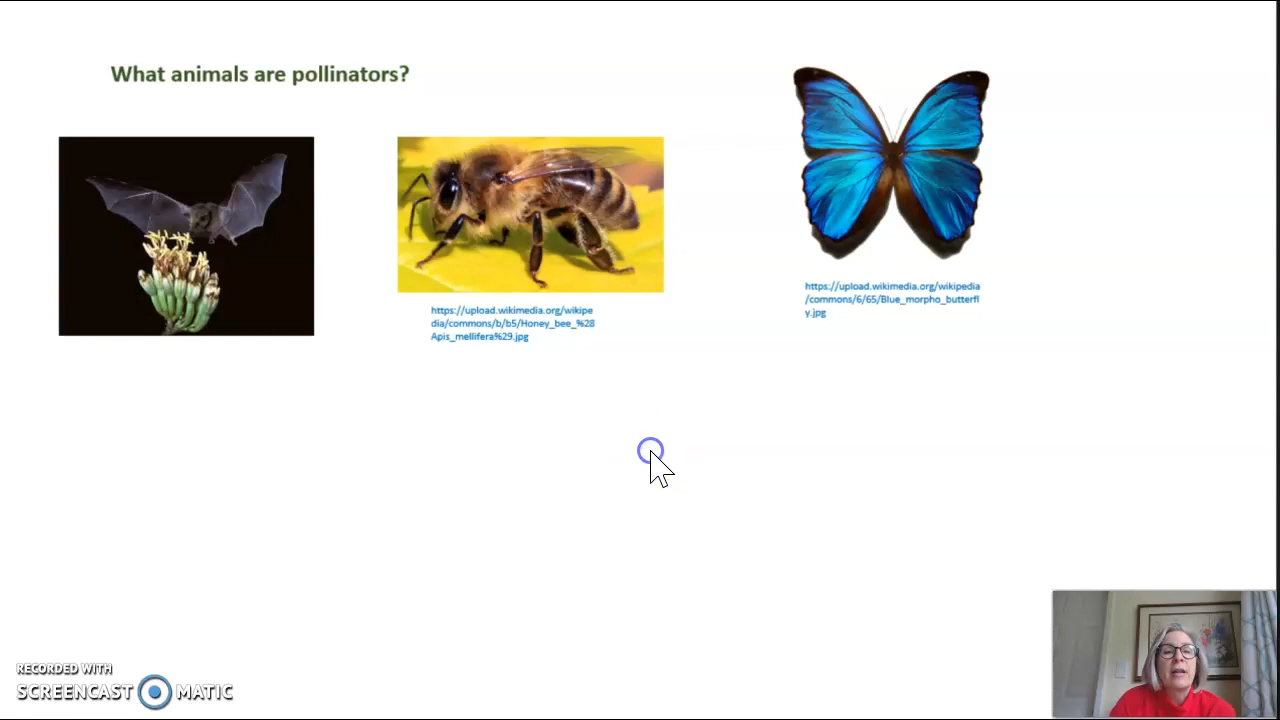 What animals are pollinators?
https://upload.wikimedia.org/wikipe
dia/commons/b/b5/Honey_bee_%28
Apis_mellifera%29.jpg
https://upload.wikimedia.org/wikipedia
/commons/6/65/Blue_morpho_butterfl
y.jpg
RECORDED WITH
SCREENCAST MATIC